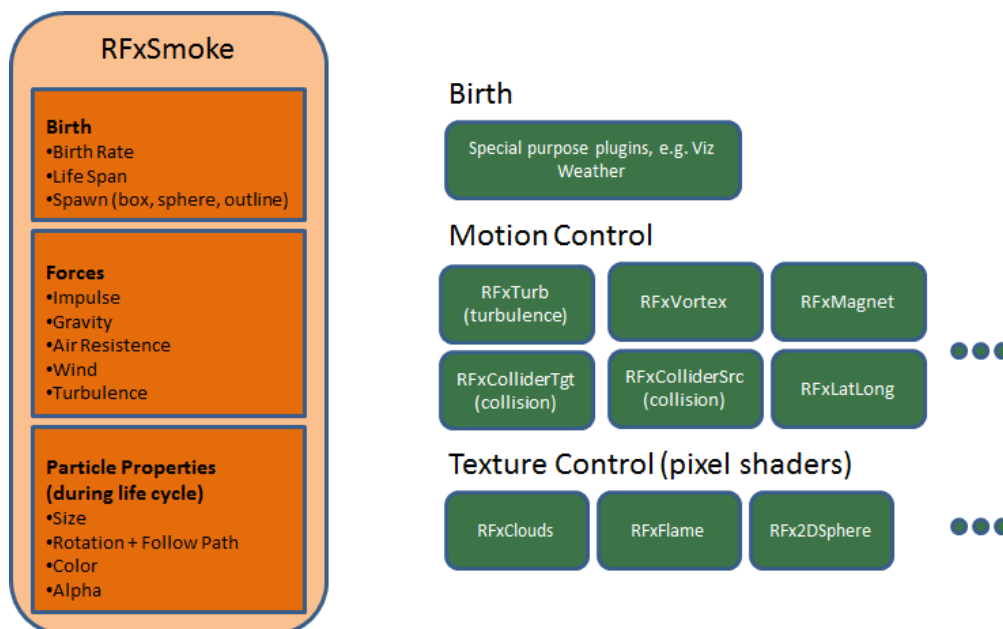 RFxSmoke
Birth
•Birth Rate
•Life Span
•Spawn (box, sphere, outline)
Forces
•Impulse
•Gravity
•Air Resistence
•Wind
•Turbulence
Particle Properties
(during life cycle)
•Size
•Rotation + Follow Path
•Color
•Alpha
Birth
Special purpose plugins, e.g. Viz
Weather
Motion Control
RFxTurb
(turbulence)
RFxVortex
RFxMagnet
RFxColliderTgt
(collision)
RFxColliderSrc
(collision)
RFxLatLong
Texture Control (pixel shaders)
RFxClouds
RFxFlame
RFx2DSphere